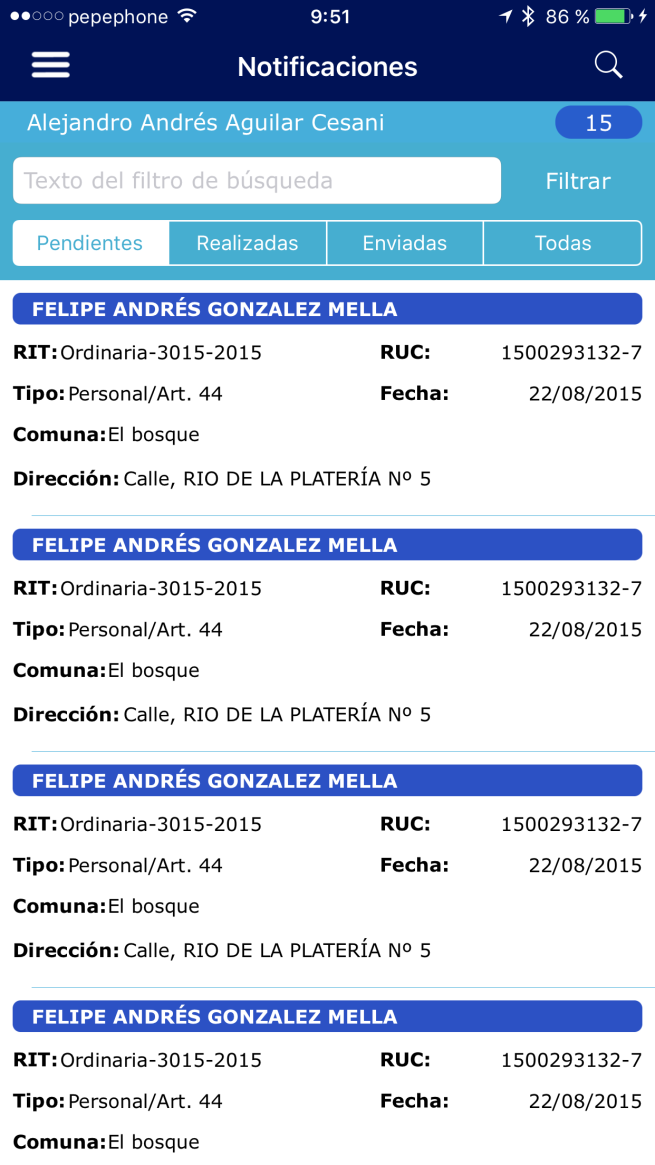 pepephone 9:51 86 %
Notificaciones
Alejandro Andrés Aguilar Cesani 15
Texto del filtro de búsqueda Filtrar
Pendientes Realizadas Enviadas Todas
FELIPE ANDRÉS GONZALEZ MELLA
RIT: Ordinaria-3015-2015 RUC: 1500293132-7
Tipo: Personal/Art. 44 Fecha: 22/08/2015
Comuna: El bosque
Dirección: Calle, RIO DE LA PLATERÍA Nº 5
FELIPE ANDRÉS GONZALEZ MELLA
RIT: Ordinaria-3015-2015 RUC: 1500293132-7
Tipo: Personal/Art. 44 Fecha: 22/08/2015
Comuna: El bosque
Dirección: Calle, RIO DE LA PLATERÍA Nº 5
FELIPE ANDRÉS GONZALEZ MELLA
RIT: Ordinaria-3015-2015 RUC: 1500293132-7
Tipo: Personal/Art. 44 Fecha: 22/08/2015
Comuna: El bosque
Dirección: Calle, RIO DE LA PLATERÍA Nº 5
FELIPE ANDRÉS GONZALEZ MELLA
RIT: Ordinaria-3015-2015 RUC: 1500293132-7
Tipo: Personal/Art. 44 Fecha: 22/08/2015
Comuna: El bosque